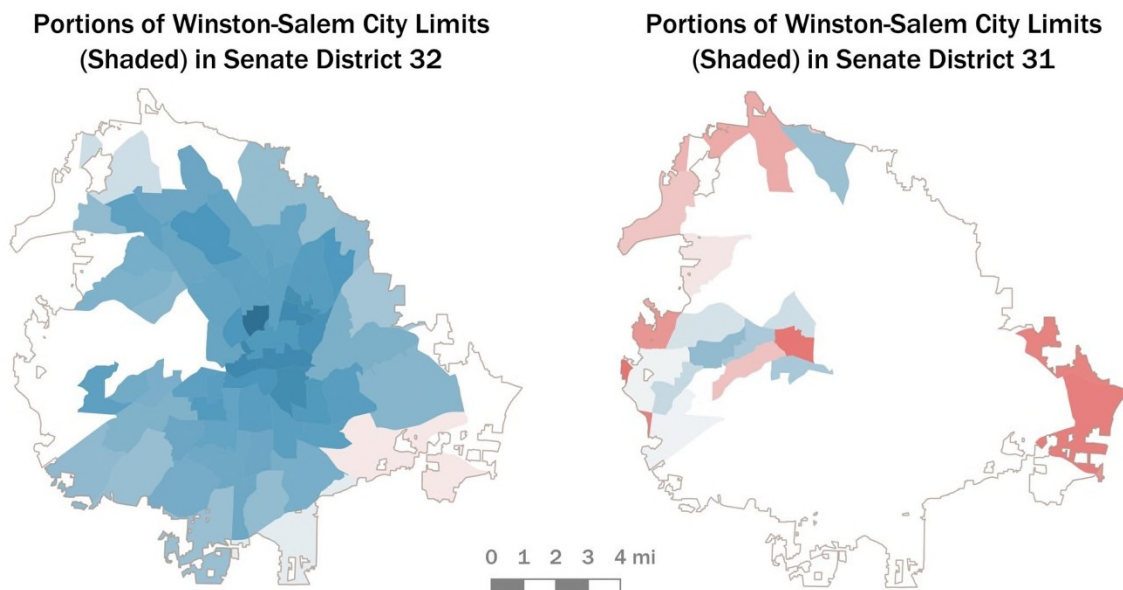 Portions of Winston-Salem City Limits
(Shaded) in Senate District 32
Portions of Winston-Salem City Limits
(Shaded) in Senate District 31
0 1 2 3 4 mi